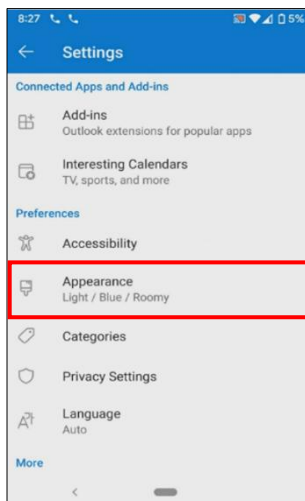 8:27 5%
Settings
Connected Apps and Add-ins
Add-ins
Outlook extensions for popular apps
Interesting Calendars
TV, sports, and more
Preferences
Accessibility
Appearance
Light / Blue / Roomy
Categories
Privacy Settings
Language
Auto
More